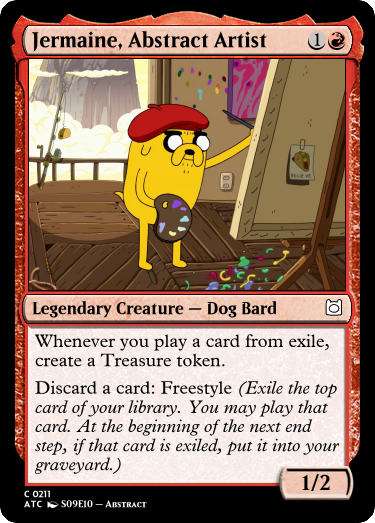 Jermaine, Abstract Artist 1
Legendary Creature — Dog Bard
Whenever you play a card from exile,
create a Treasure token.
Discard a card: Freestyle (Exile the top
card of your library. You may play that
card. At the beginning of the next end
step, if that card is exiled, put it into your
graveyard.)
1/2
C 0211
ATC S09E10 – Abstract